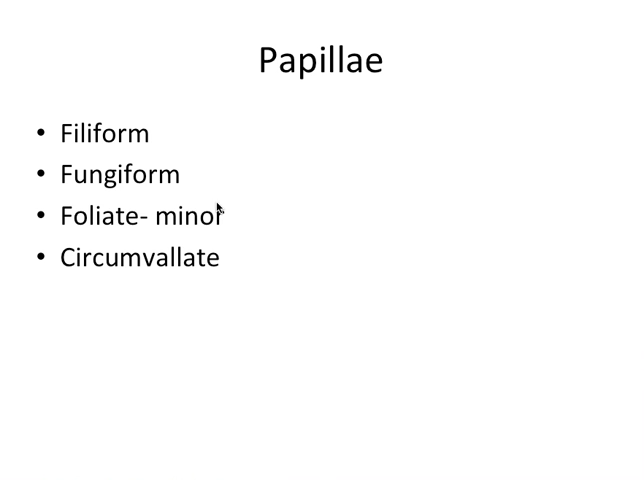 Papillae
• Filiform
• Fungiform
• Foliate- minor
• Circumvallate